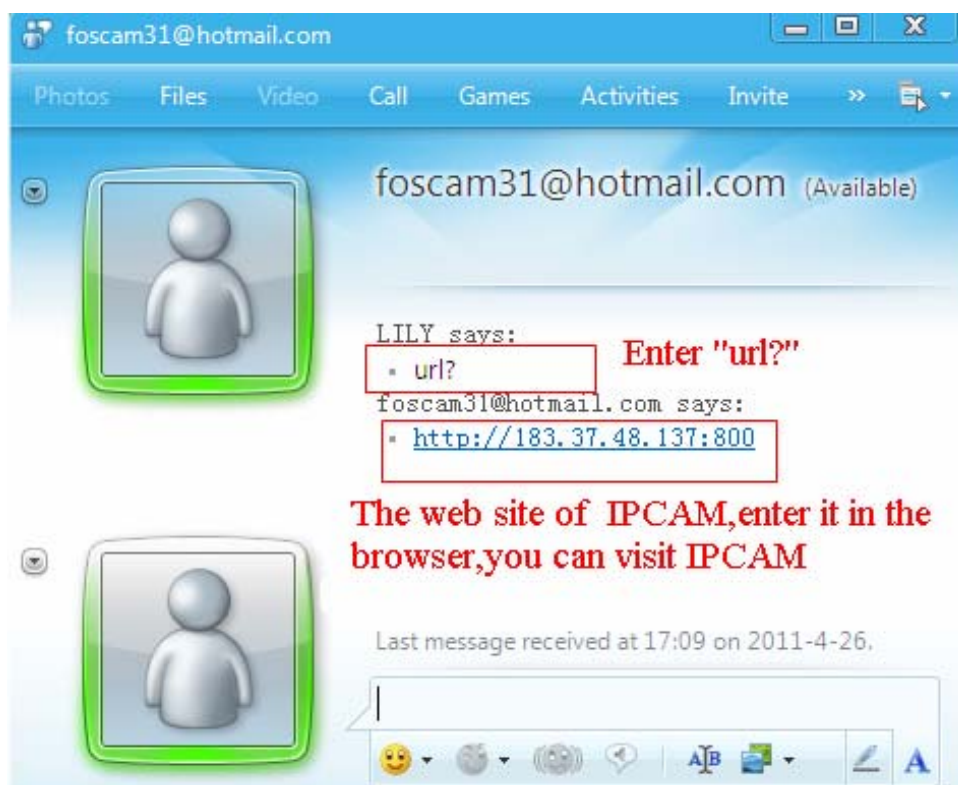 foscam31@hotmail.com
Photos Files Video Call Games Activities Invite »
foscam31@hotmail.com (Available)
LILY says:
url?
Enter "url?"
foscam31@hotmail.com says:
http://183.37.48.137:800
The web site of IPCAM,enter it in the
browser,you can visit IPCAM
Last message received at 17:09 on 2011-4-26.
AB A